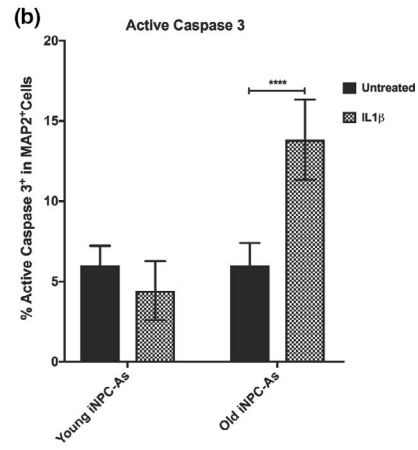 (b)
Active Caspase 3
% Active Caspase 3⁺ in MAP2⁺Cells
20
15
10
5
0
****
Untreated
IL1β
Young iNPC-As
Old iNPC-As